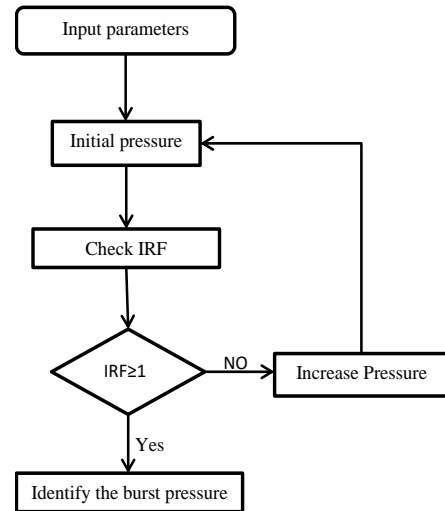 Input parameters
Initial pressure
Check IRF
IRF≥1
NO
Increase Pressure
Yes
Identify the burst pressure